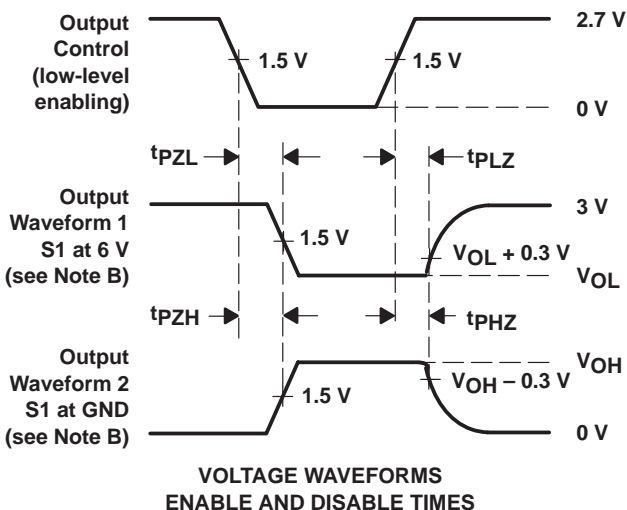 Output
Control
(low-level
enabling)
1.5 V
1.5 V
2.7 V
0 V
tPZL
tPLZ
Output
Waveform 1
S1 at 6 V
(see Note B)
1.5 V
3 V
VOL + 0.3 V
VOL
tPZH
tPHZ
Output
Waveform 2
S1 at GND
(see Note B)
1.5 V
VOH
VOH – 0.3 V
0 V
VOLTAGE WAVEFORMS
ENABLE AND DISABLE TIMES